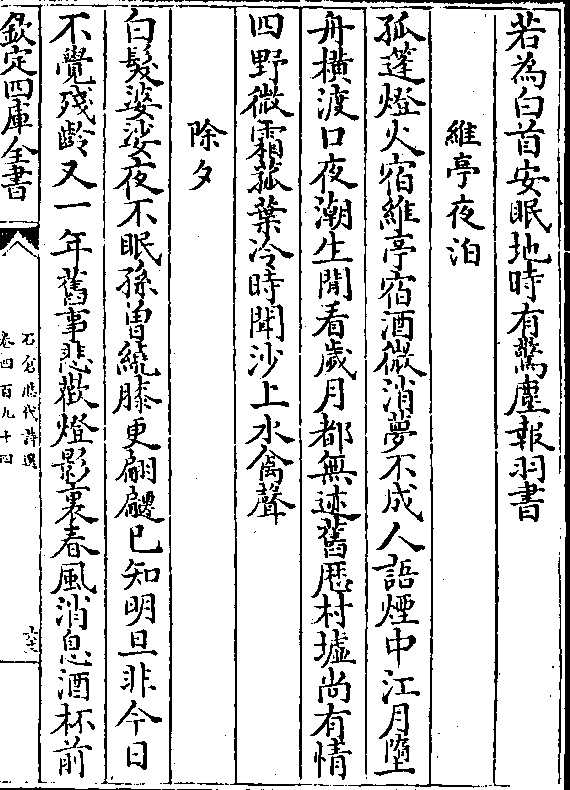 若為白首安眠地時有驚塵報羽書
維亭夜泊
孤蓬燈火宿維亭宿酒微消夢不成人語煙中江月墮
舟橫渡口夜潮生閒看歲月都無迹舊歴村墟尚有情
四野微霜孤葉冷時聞沙上水禽聲
除夕
白髮婆娑夜不眠孫曾繞膝更翩䙴已知明旦非今日
不覺殘齡又一年舊事悲歡燈影裏春風消息酒杯前
欽定四庫全書
石倉歴代詩選
卷四百九十四